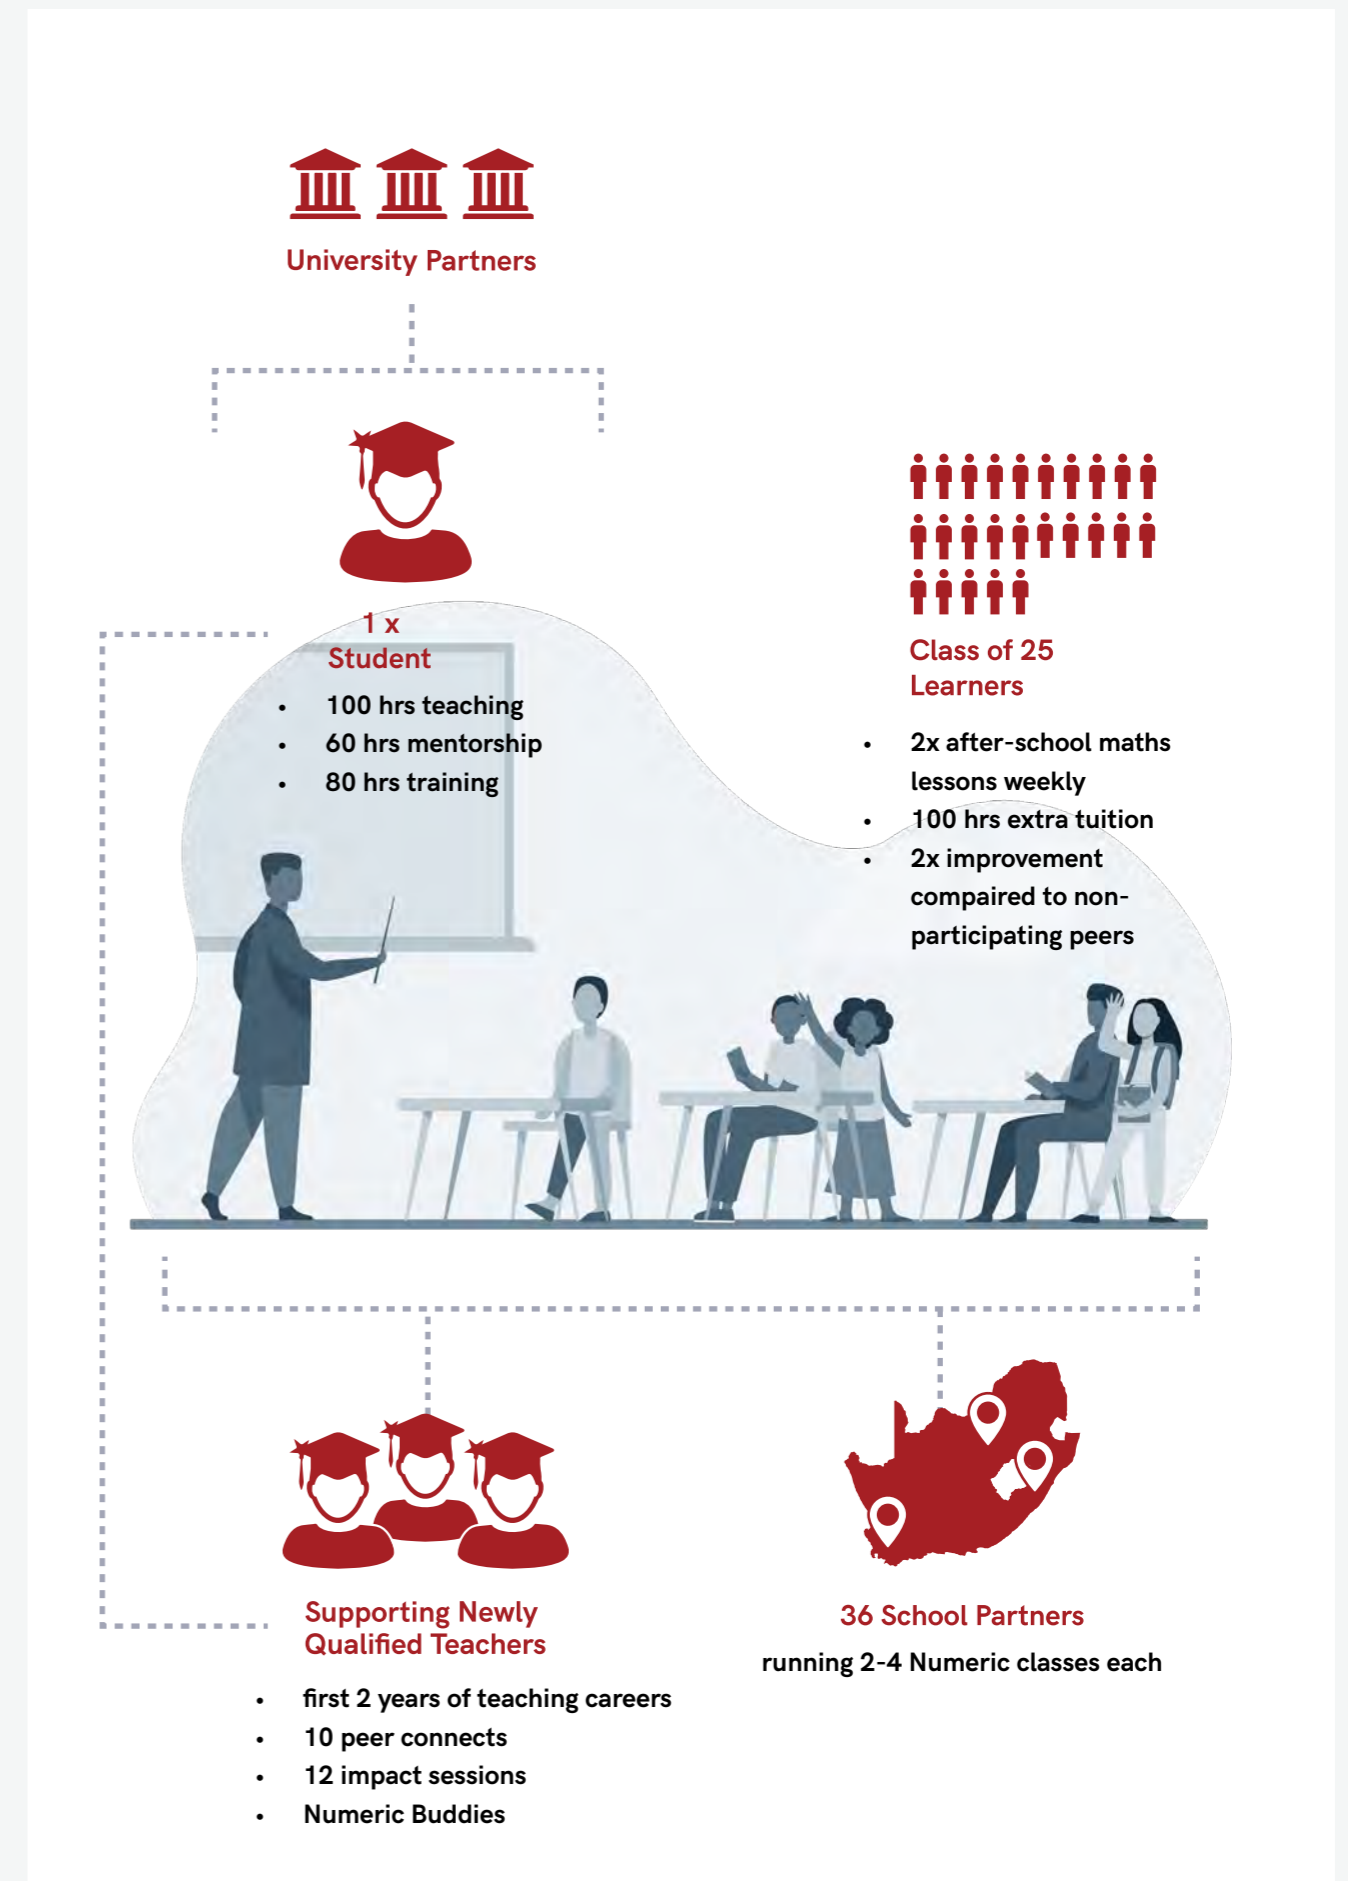 University Partners
1 x
Student
• 100 hrs teaching
• 60 hrs mentorship
• 80 hrs training
Class of 25
Learners
• 2x after-school maths
lessons weekly
• 100 hrs extra tuition
• 2x improvement
compaired to non-
participating peers
Supporting Newly
Qualified Teachers
• first 2 years of teaching careers
• 10 peer connects
• 12 impact sessions
• Numeric Buddies
36 School Partners
running 2-4 Numeric classes each